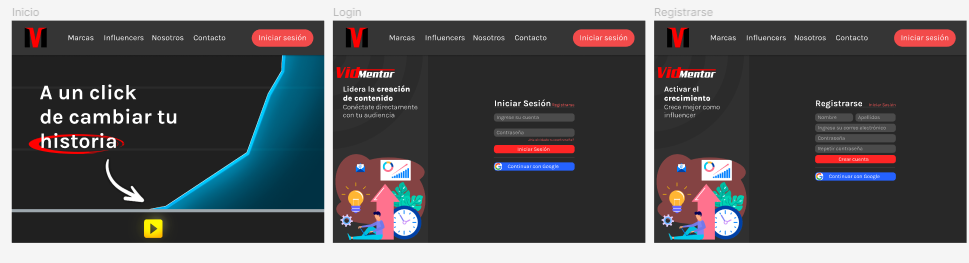 Inicio
Marcas Influencers Nosotros Contacto Iniciar sesión
A un click
de cambiar tu
historia
Login
Marcas Influencers Nosotros Contacto Iniciar sesión
VidMentor
Lidera la creación
de contenido
Conéctate directamente
con tu audiencia
Iniciar Sesión Registrarse
Ingrese su cuenta
Contraseña
Iniciar Sesión
Continuar con Google
Registrarse
Marcas Influencers Nosotros Contacto Iniciar sesión
VidMentor
Activar el
crecimiento
Crece mejor como
influencer
Registrarse Iniciar Sesión
Nombre Apellidos
Ingrese su correo electrónico
Contraseña
Repetir contraseña
Crear cuenta
Continuar con Google